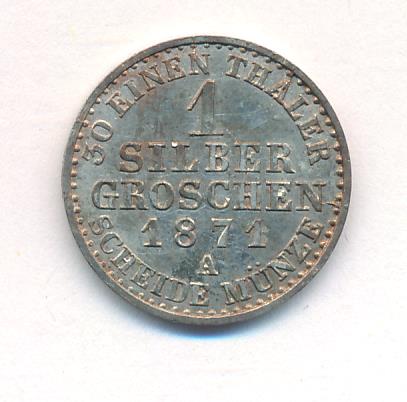 30 EINEN THALER
1
SILBER
GROSCHEN
1871
A
SCHEIDE MÜNZE